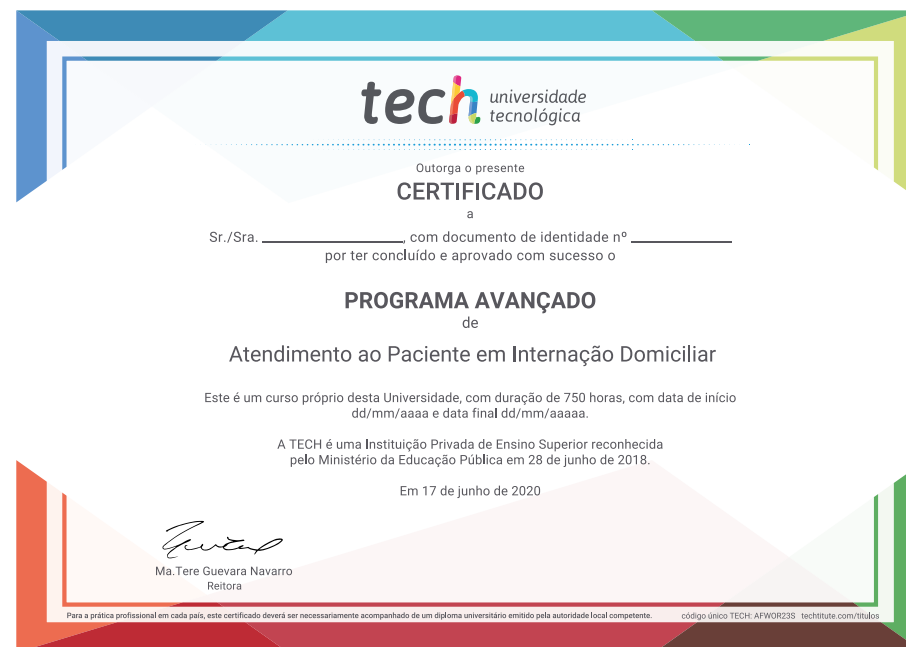 tech universidade
tecnológica
Outorga o presente
CERTIFICADO
a
Sr./Sra. ____________, com documento de identidade nº ____________
por ter concluído e aprovado com sucesso o
PROGRAMA AVANÇADO
de
Atendimento ao Paciente em Internação Domiciliar
Este é um curso próprio desta Universidade, com duração de 750 horas, com data de início
dd/mm/aaaa e data final dd/mm/aaaaa.
A TECH é uma Instituição Privada de Ensino Superior reconhecida
pelo Ministério da Educação Pública em 28 de junho de 2018.
Em 17 de junho de 2020
Ma.Tere Guevara Navarro
Reitora
Para a prática profissional em cada país, este certificado deverá ser necessariamente acompanhado de um diploma universitário emitido pela autoridade local competente. código único TECH: AFWOR23S techtitute.com/titulos